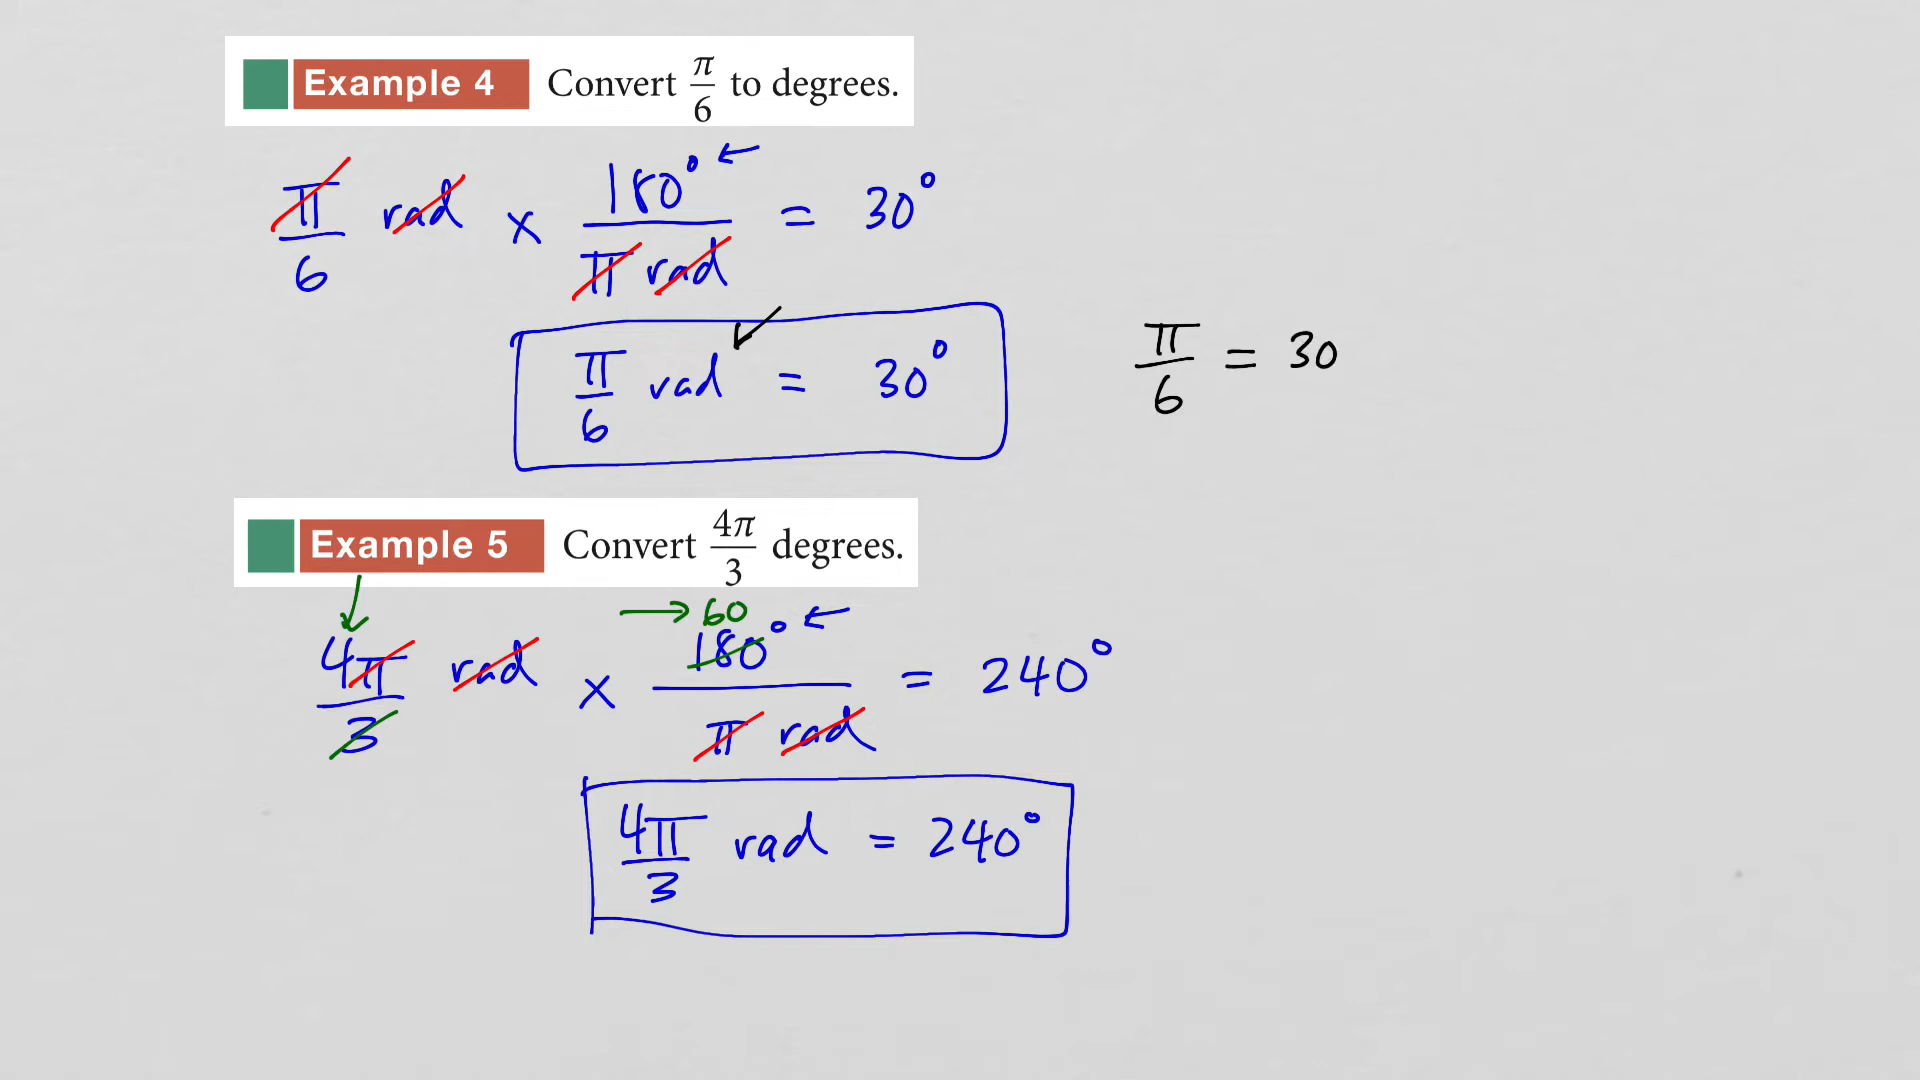 Example 4 Convert π/6 to degrees.
π/6 rad × 180°/π rad = 30°
π/6 rad = 30°
π/6 = 30
Example 5 Convert 4π/3 degrees.
60
4π/3 rad × 180°/π rad = 240°
4π/3 rad = 240°